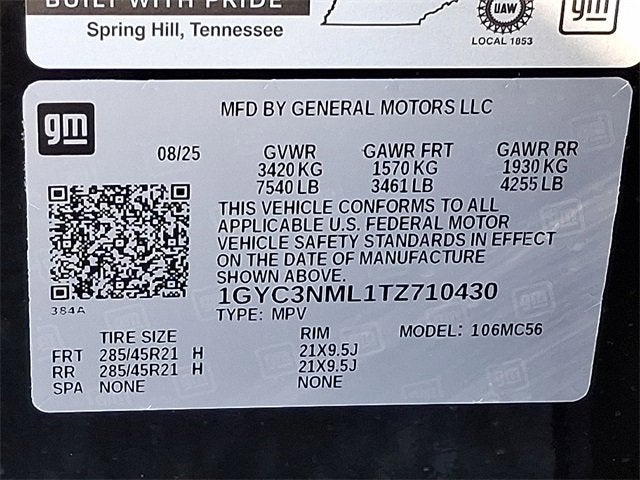 BUILT WITH PRIDE
Spring Hill, Tennessee
UAW
LOCAL 1853
gm
gm
MFD BY GENERAL MOTORS LLC
08/25
GVWR GAWR FRT GAWR RR
3420 KG 1570 KG 1930 KG
7540 LB 3461 LB 4255 LB
THIS VEHICLE CONFORMS TO ALL
APPLICABLE U.S. FEDERAL MOTOR
VEHICLE SAFETY STANDARDS IN EFFECT
ON THE DATE OF MANUFACTURE
SHOWN ABOVE.
384A
1GYC3NML1TZ710430
TYPE: MPV
TIRE SIZE RIM MODEL: 106MC56
FRT 285/45R21 H 21X9.5J
RR 285/45R21 H 21X9.5J
SPA NONE NONE